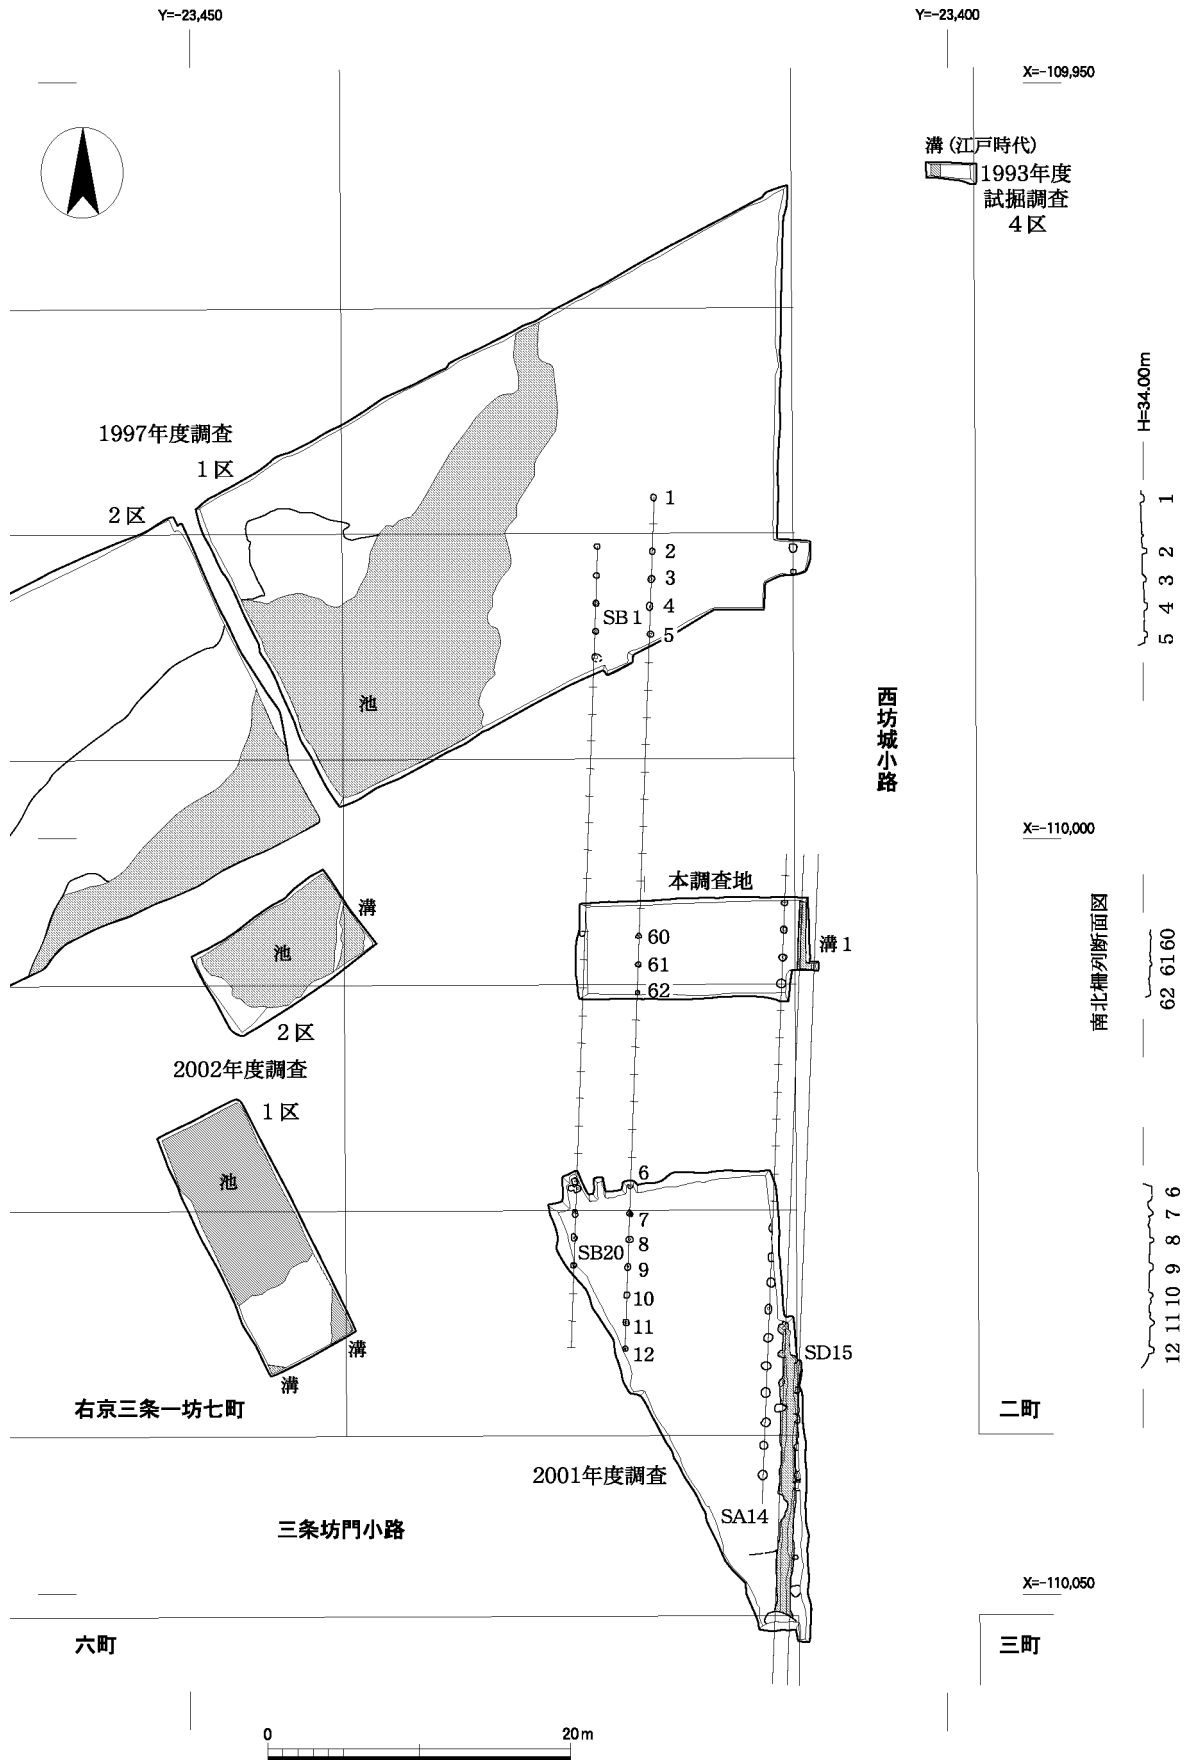 Y=-23,450
Y=-23,400
X=-109,950
溝 (江戸時代)
1993年度
試掘調査
4区
H=34.00m
1997年度調査
1区
2区
1
2
3
4
5
SB1
池
西坊城小路
1
2
3
4
5
X=-110,000
本調査地
溝
池
60
61
62
溝1
2区
南北柵列断面図
60
61
62
2002年度調査
1区
池
溝
溝
6
7
8
9
10
11
12
SB20
SD15
6
7
8
9
10
11
12
右京三条一坊七町
二町
2001年度調査
SA14
三条坊門小路
X=-110,050
六町
三町
0
20m